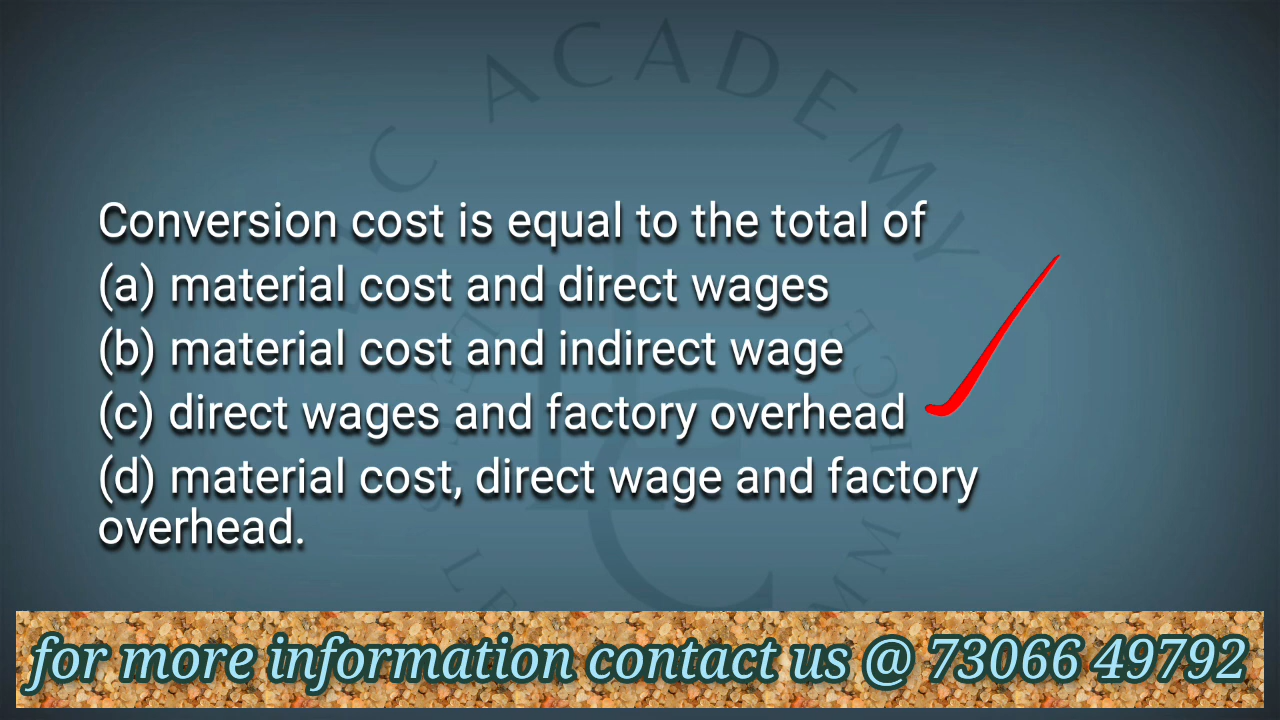 C ACADEMY
Conversion cost is equal to the total of
(a) material cost and direct wages
(b) material cost and indirect wage
(c) direct wages and factory overhead
(d) material cost, direct wage and factory
overhead.
for more information contact us @ 73066 49792